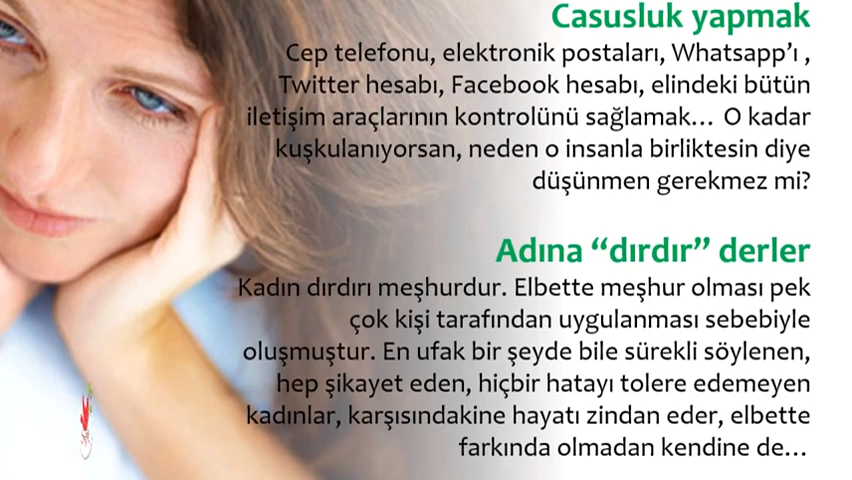 Casusluk yapmak
Cep telefonu, elektronik postaları, Whatsapp’ı ,
Twitter hesabı, Facebook hesabı, elindeki bütün
iletişim araçlarının kontrolünü sağlamak… O kadar
kuşkulanıyorsan, neden o insanla birliktesin diye
düşünmen gerekmez mi?
Adına “dırdır” derler
Kadın dırdırı meşhurdur. Elbette meşhur olması pek
çok kişi tarafından uygulanması sebebiyle
oluşmuştur. En ufak bir şeyde bile sürekli söylenen,
hep şikayet eden, hiçbir hatayı tolere edemeyen
kadınlar, karşısındakine hayatı zindan eder, elbette
farkında olmadan kendine de…